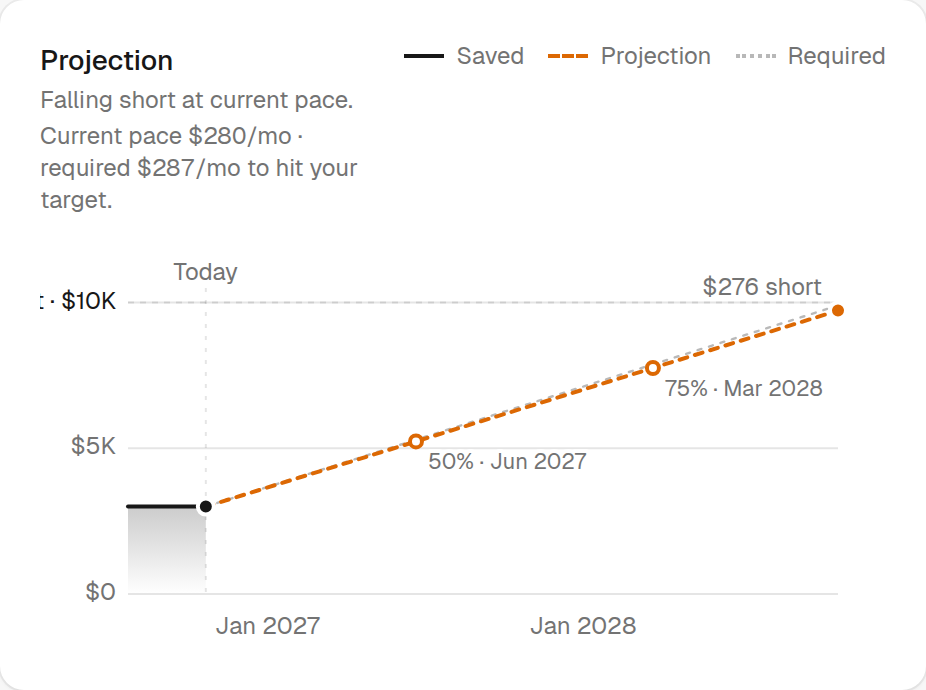 Projection
Saved
Projection
Required
Falling short at current pace.
Current pace $280/mo ·
required $287/mo to hit your
target.
Today
t · $10K
$276 short
75% · Mar 2028
$5K
50% · Jun 2027
$0
Jan 2027
Jan 2028